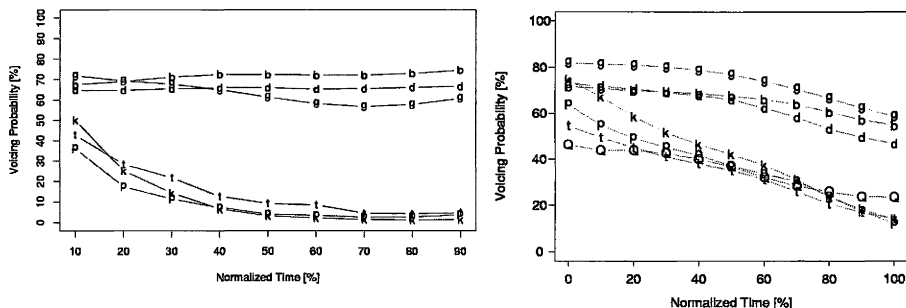 Voicing Probability [%]
0 10 20 30 40 50 60 70 80 90 100
g g g g g g g g g
b b b b b b b b b
d d d d d d d d d
k k k k k k k k k
t t t t t t t t t
p p p p p p p p p
10 20 30 40 50 60 70 80 90
Normalized Time [%]
Voicing Probability [%]
0 20 40 60 80 100
g g g g g g g g g g g
b b b b b b b b b b b
d d d d d d d d d d d
k k k k k k k k k k k
p p p p p p p p p p p
t t t t t t t t t t t
Q Q Q Q Q Q Q Q Q Q Q
0 20 40 60 80 100
Normalized Time [%]